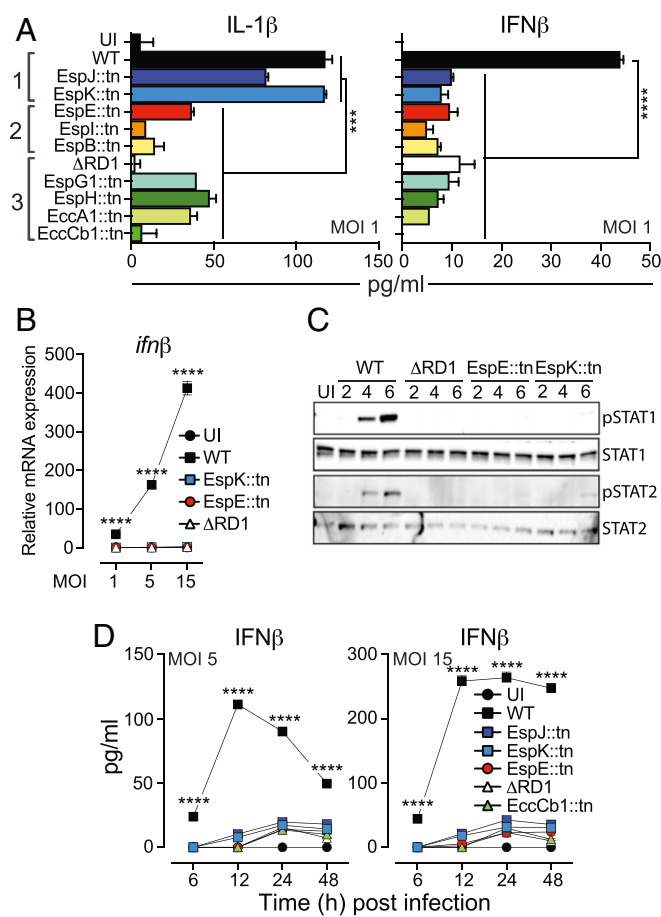 A
IL-1β
IFNβ
UI
WT
1
EspJ::tn
EspK::tn
***
****
EspE::tn
2
EspI::tn
EspB::tn
ΔRD1
EspG1::tn
3
EspH::tn
EccA1::tn
EccCb1::tn
MOI 1
MOI 1
0 50 100 150
0 10 20 30 40 50
pg/ml
B
ifnβ
Relative mRNA expression
500
400
300
200
100
0
****
****
****
UI
WT
EspK::tn
EspE::tn
ΔRD1
MOI 1 5 15
C
WT ΔRD1 EspE::tn EspK::tn
UI 2 4 6 2 4 6 2 4 6 2 4 6
pSTAT1
STAT1
pSTAT2
STAT2
D
IFNβ
MOI 5
pg/ml
150
100
50
0
****
****
****
****
6 12 24 48
IFNβ
MOI 15
300
200
100
0
****
****
****
****
UI
WT
EspJ::tn
EspK::tn
EspE::tn
ΔRD1
EccCb1::tn
6 12 24 48
Time (h) post infection